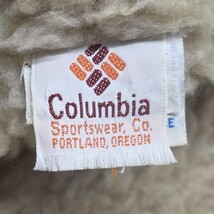 Columbia
Sportswear, Co.
PORTLAND, OREGON
E